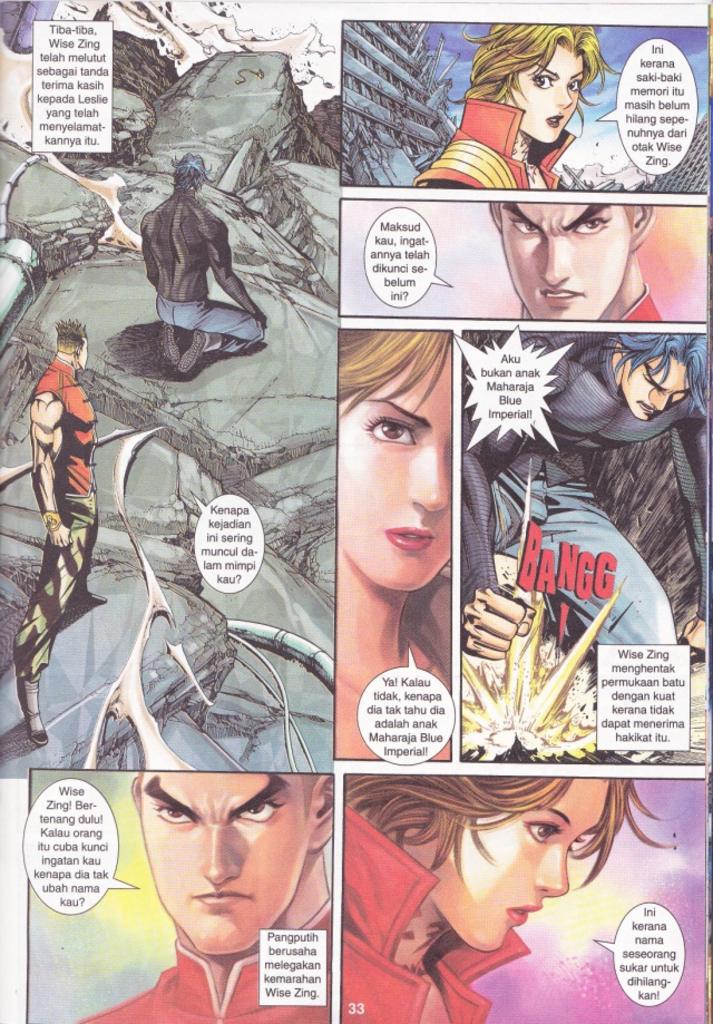 Tiba-tiba,
Wise Zing
telah melutut
sebagai tanda
terima kasih
kepada Leslie
yang telah
menyelamat-
kannya itu.
Kenapa
kejadian
ini sering
muncul da-
lam mimpi
kau?
Ini
kerana
saki-baki
memori itu
masih belum
hilang sepe-
nuhnya dari
otak Wise
Zing.
Maksud
kau, ingat-
annya telah
dikunci se-
belum
ini?
Ya! Kalau
tidak, kenapa
dia tak tahu dia
adalah anak
Maharaja Blue
Imperial!
Aku
bukan anak
Maharaja
Blue
Imperial!
BANGG
!
Wise Zing
menghentak
permukaan batu
dengan kuat
kerana tidak
dapat menerima
hakikat itu.
Wise
Zing! Ber-
tenang dulu!
Kalau orang
itu cuba kunci
ingatan kau
kenapa dia tak
ubah nama
kau?
Pangputih
berusaha
melegakan
kemarahan
Wise Zing.
Ini
kerana
nama
seseorang
sukar untuk
dihilang-
kan!
33